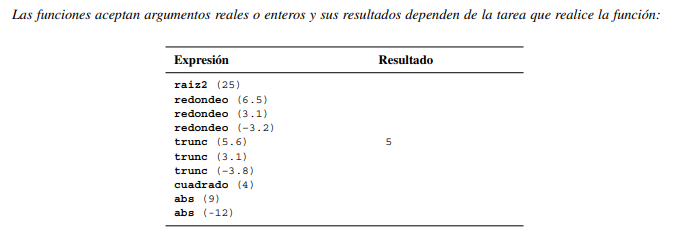 Las funciones aceptan argumentos reales o enteros y sus resultados dependen de la tarea que realice la función:
Expresión Resultado
raiz2 (25)
redondeo (6.5)
redondeo (3.1)
redondeo (-3.2)
trunc (5.6) 5
trunc (3.1)
trunc (-3.8)
cuadrado (4)
abs (9)
abs (-12)